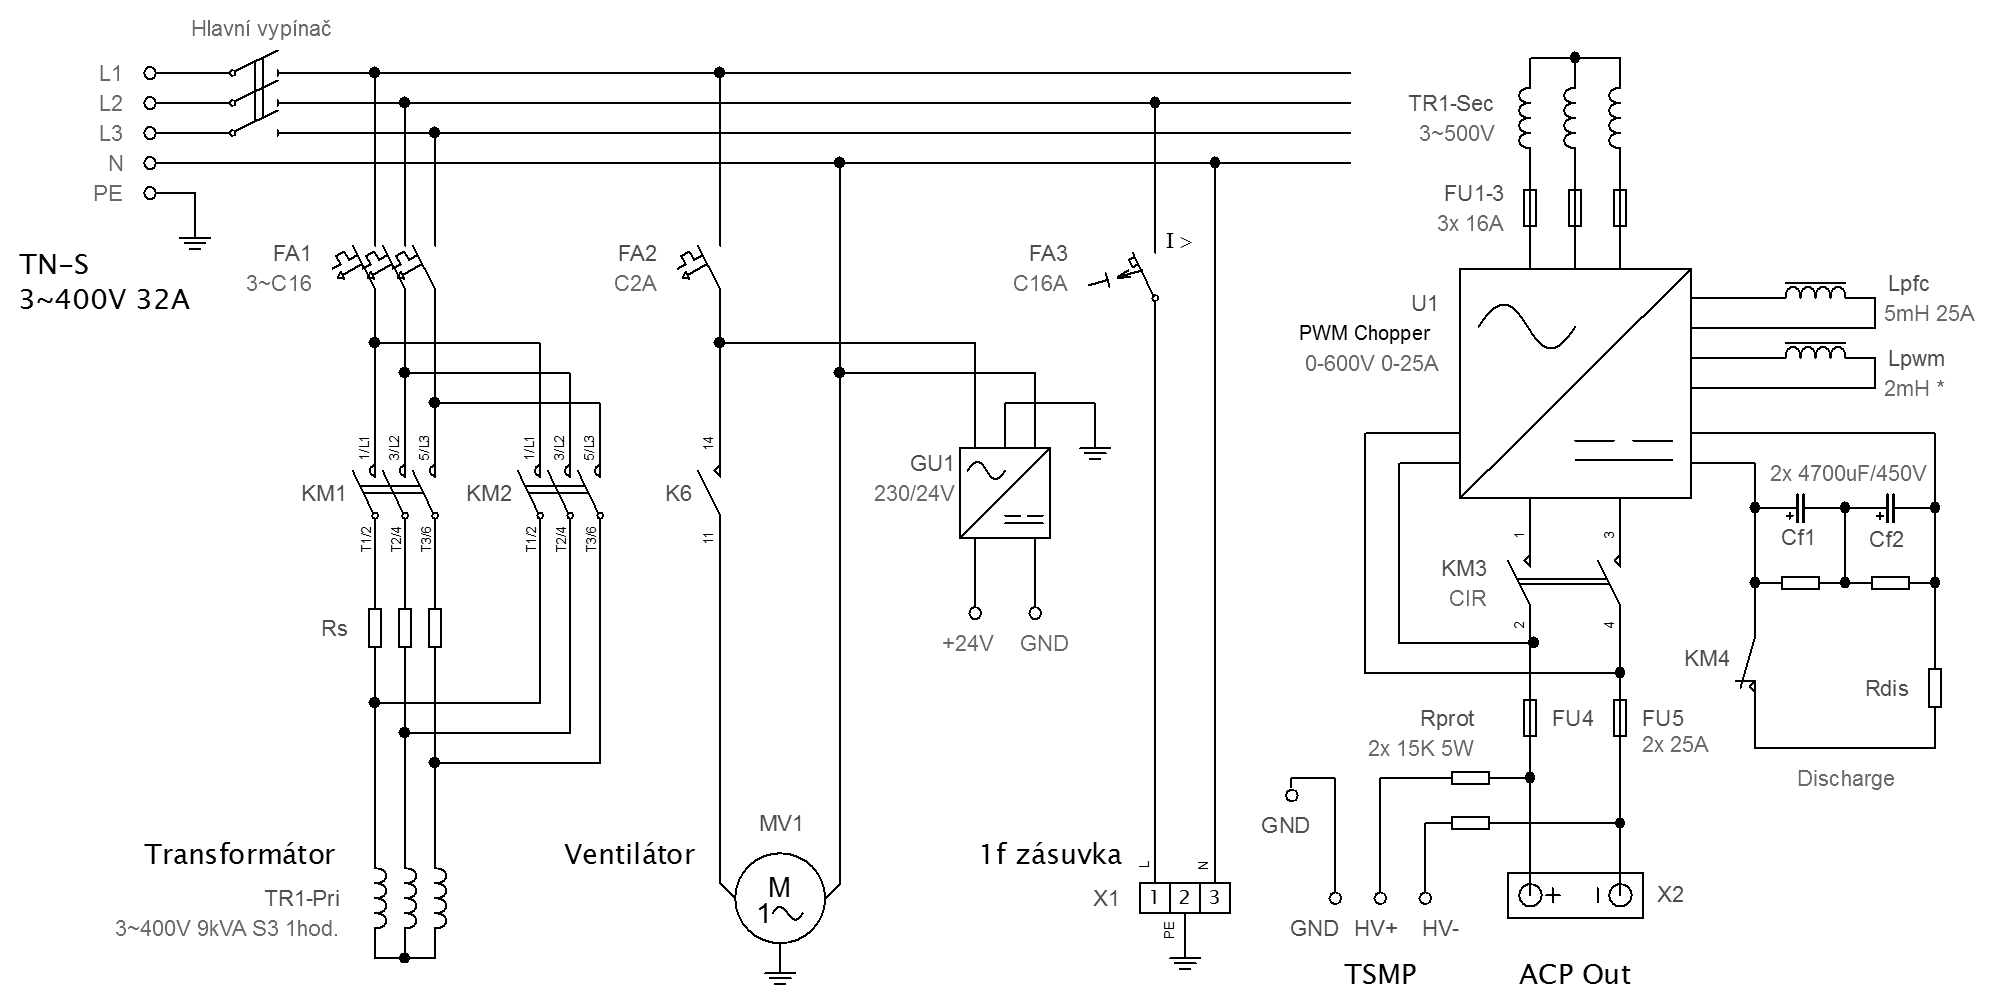 Hlavní vypínač
L1
L2
L3
N
PE
TN-S
3~400V 32A
FA1
3~C16
FA2
C2A
FA3
C16A
I >
1/L1
3/L2
5/L3
KM1
T1/2
T2/4
T3/6
1/L1
3/L2
5/L3
KM2
T1/2
T2/4
T3/6
Rs
14
K6
11
GU1
230/24V
+24V
GND
Transformátor
TR1-Pri
3~400V 9kVA S3 1hod.
Ventilátor
MV1
M
1
1f zásuvka
L
N
X1
1
2
3
PE
TR1-Sec
3~500V
FU1-3
3x 16A
U1
PWM Chopper
0-600V 0-25A
Lpfc
5mH 25A
Lpwm
2mH *
2x 4700uF/450V
+
+
Cf1
Cf2
1
3
KM3
CIR
2
4
KM4
Rdis
Discharge
Rprot
2x 15K 5W
FU4
FU5
2x 25A
GND
GND
HV+
HV-
TSMP
+
X2
ACP Out